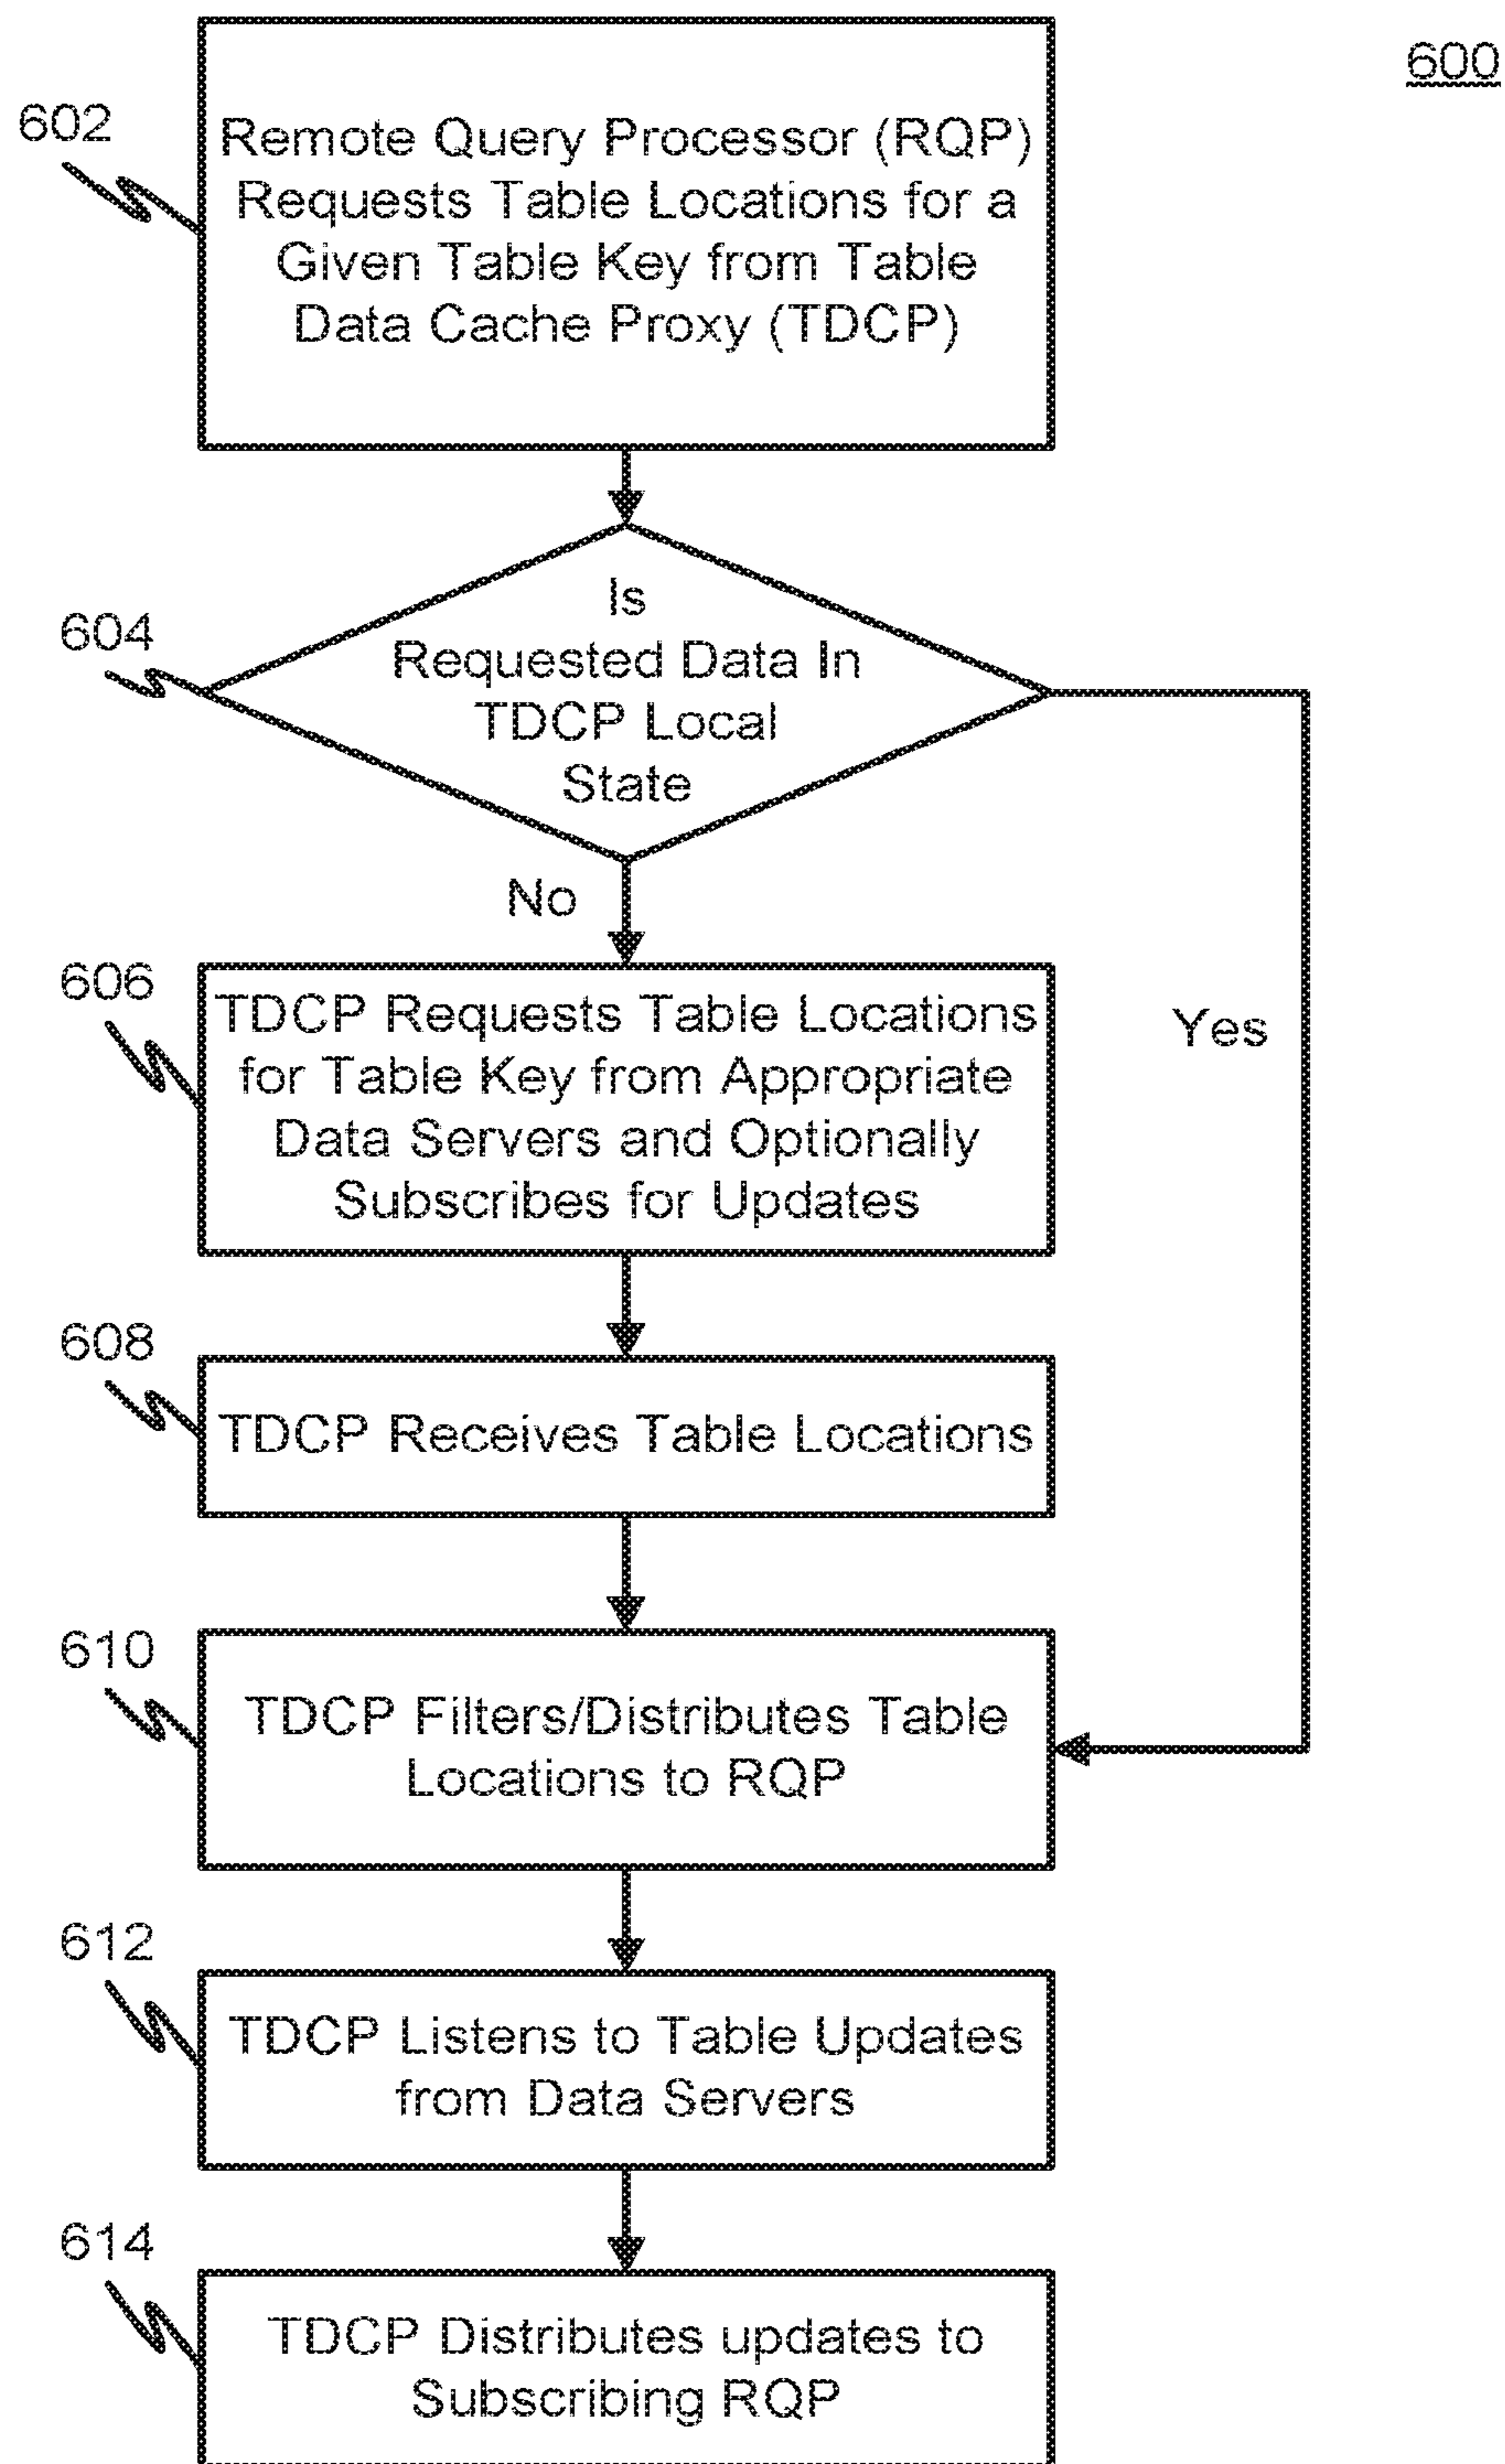 600
602
Remote Query Processor (RQP)
Requests Table Locations for a
Given Table Key from Table
Data Cache Proxy (TDCP)
604
Is
Requested Data In
TDCP Local
State
No
Yes
606
TDCP Requests Table Locations
for Table Key from Appropriate
Data Servers and Optionally
Subscribes for Updates
608
TDCP Receives Table Locations
610
TDCP Filters/Distributes Table
Locations to RQP
612
TDCP Listens to Table Updates
from Data Servers
614
TDCP Distributes updates to
Subscribing RQP